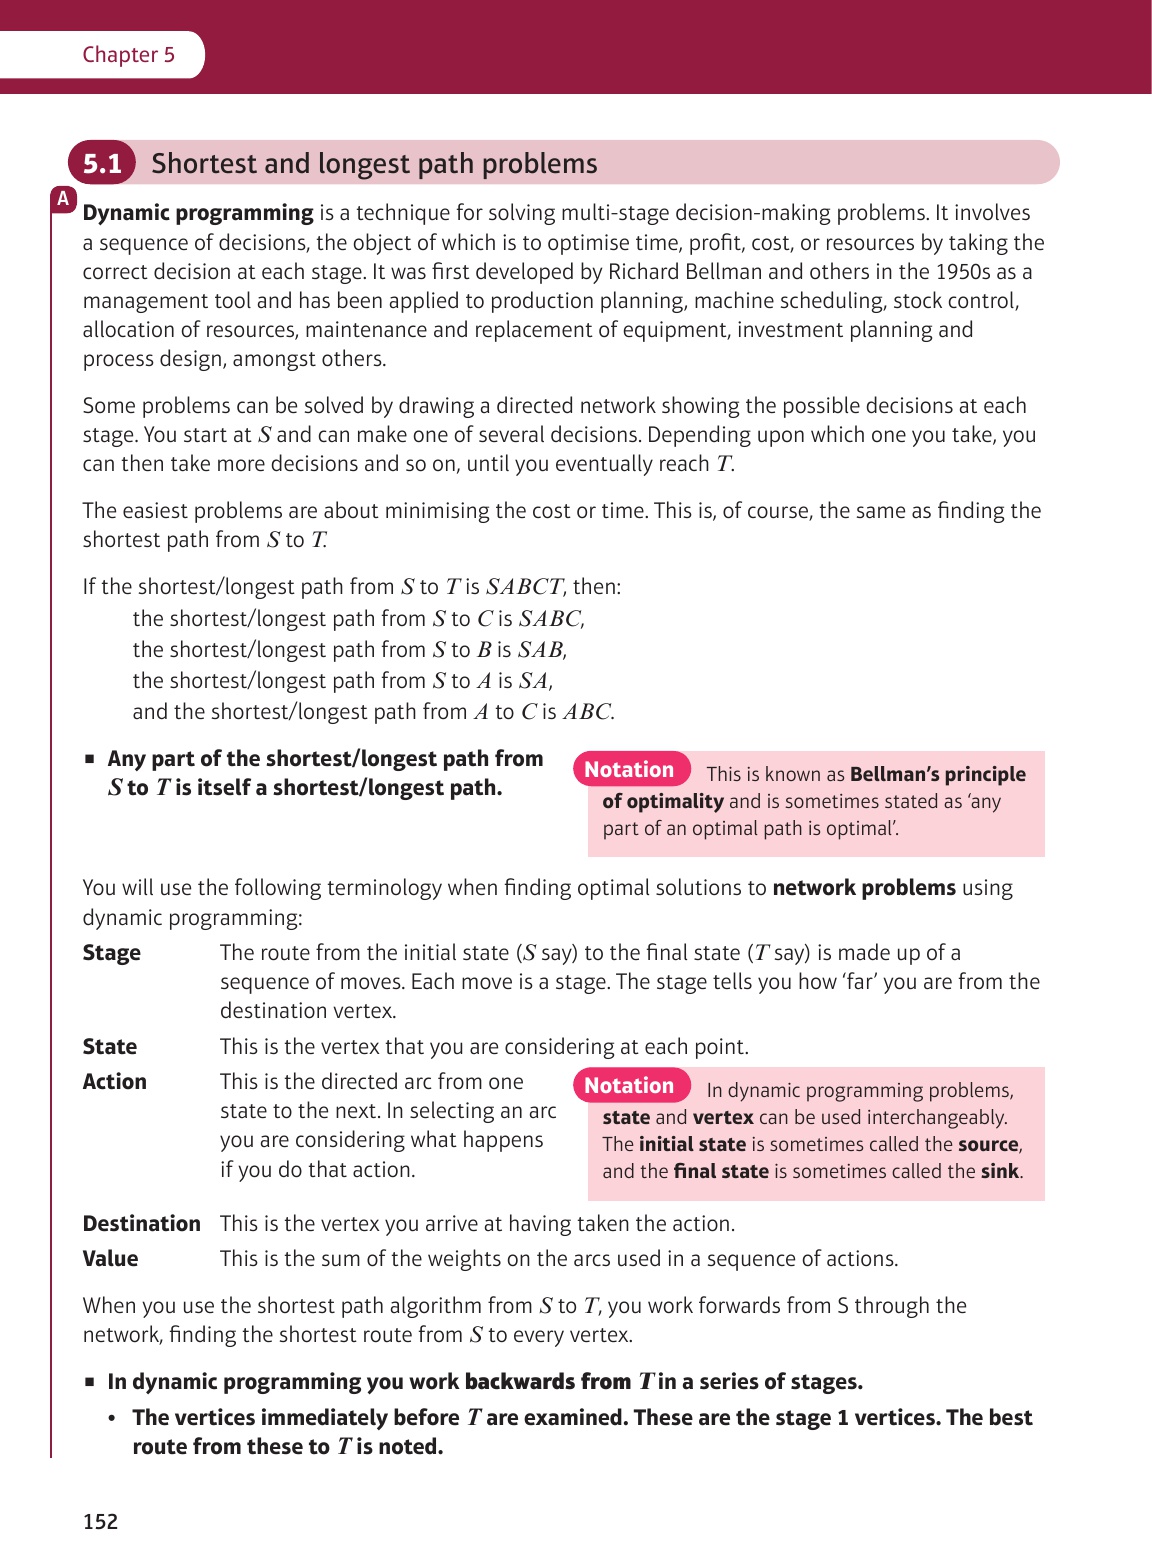 Chapter 5
5.1 Shortest and longest path problems
A
Dynamic programming is a technique for solving multi-stage decision-making problems. It involves
a sequence of decisions, the object of which is to optimise time, profit, cost, or resources by taking the
correct decision at each stage. It was first developed by Richard Bellman and others in the 1950s as a
management tool and has been applied to production planning, machine scheduling, stock control,
allocation of resources, maintenance and replacement of equipment, investment planning and
process design, amongst others.
Some problems can be solved by drawing a directed network showing the possible decisions at each
stage. You start at S and can make one of several decisions. Depending upon which one you take, you
can then take more decisions and so on, until you eventually reach T.
The easiest problems are about minimising the cost or time. This is, of course, the same as finding the
shortest path from S to T.
If the shortest/longest path from S to T is SABCT, then:
the shortest/longest path from S to C is SABC,
the shortest/longest path from S to B is SAB,
the shortest/longest path from S to A is SA,
and the shortest/longest path from A to C is ABC.
▪ Any part of the shortest/longest path from
S to T is itself a shortest/longest path.
Notation This is known as Bellman's principle
of optimality and is sometimes stated as 'any
part of an optimal path is optimal'.
You will use the following terminology when finding optimal solutions to network problems using
dynamic programming:
Stage The route from the initial state (S say) to the final state (T say) is made up of a
sequence of moves. Each move is a stage. The stage tells you how 'far' you are from the
destination vertex.
State This is the vertex that you are considering at each point.
Action This is the directed arc from one
state to the next. In selecting an arc
you are considering what happens
if you do that action.
Notation In dynamic programming problems,
state and vertex can be used interchangeably.
The initial state is sometimes called the source,
and the final state is sometimes called the sink.
Destination This is the vertex you arrive at having taken the action.
Value This is the sum of the weights on the arcs used in a sequence of actions.
When you use the shortest path algorithm from S to T, you work forwards from S through the
network, finding the shortest route from S to every vertex.
▪ In dynamic programming you work backwards from T in a series of stages.
• The vertices immediately before T are examined. These are the stage 1 vertices. The best
route from these to T is noted.
152